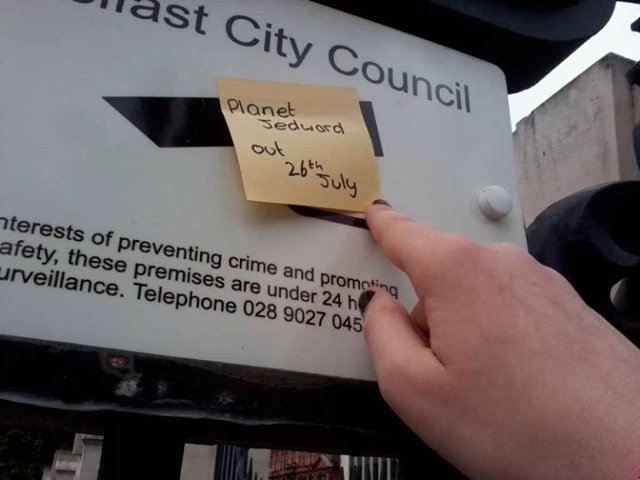 City Council
Planet
Jedward
out
26th
July
nterests of preventing crime and promoting
afety, these premises are under 24 h
urveillance. Telephone 028 9027 045